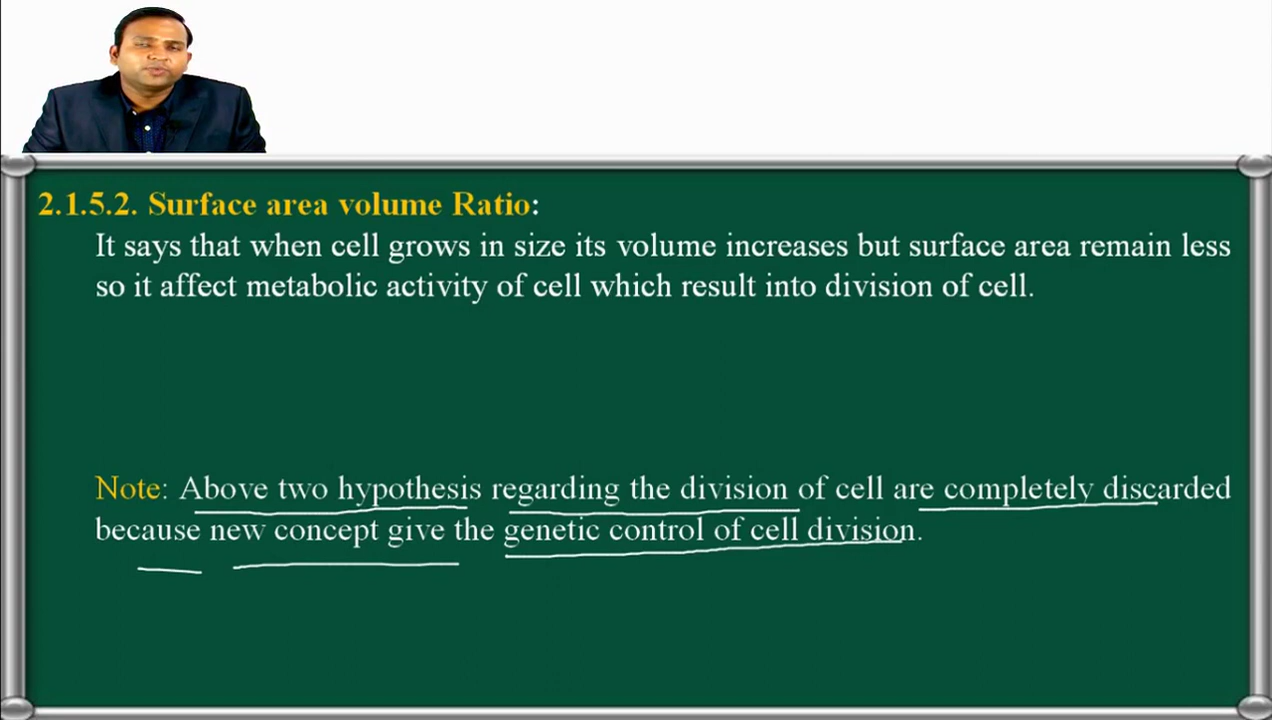 2.1.5.2. Surface area volume Ratio:
It says that when cell grows in size its volume increases but surface area remain less
so it affect metabolic activity of cell which result into division of cell.
Note: Above two hypothesis regarding the division of cell are completely discarded
because new concept give the genetic control of cell division.